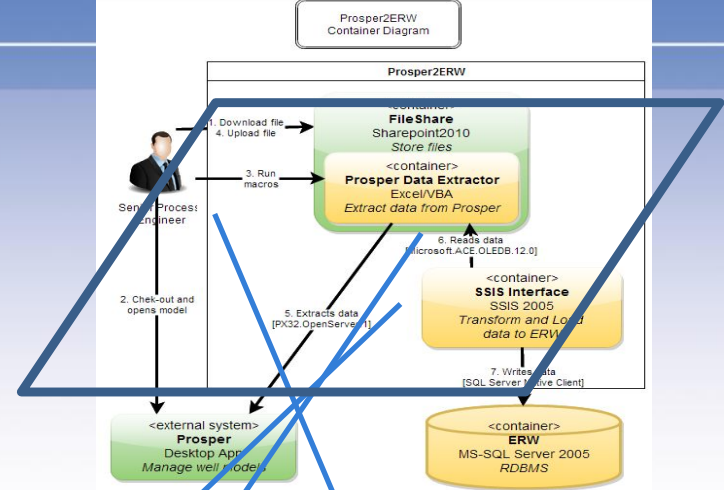 Prosper2ERW
Container Diagram
Prosper2ERW
<container>
FileShare
Sharepoint2010
Store files
1. Download file
4. Upload file
<container>
Prosper Data Extractor
Excel/VBA
Extract data from Prosper
3. Run
macros
Process
Engineer
6. Reads data
[Microsoft.ACE.OLEDB.12.0]
<container>
SSIS Interface
SSIS 2005
Transform and Load
data to ERW
2. Chek-out and
opens model
5. Extracts data
[PX32.OpenServer.1]
7. Writes data
[SQL Server Native Client]
<external system>
Prosper
Desktop App
Manage well models
<container>
ERW
MS-SQL Server 2005
RDBMS